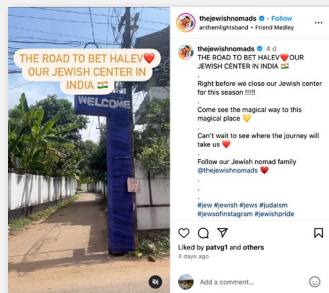 THE ROAD TO BET HALEV❤️
OUR JEWISH CENTER IN
INDIA 🇮🇳
WELCOME
thejewishnomads • Follow
anthemlightsband • Friend Medley
thejewishnomads 4 d
THE ROAD TO BET HALEV❤️OUR
JEWISH CENTER IN INDIA 🇮🇳
.
Right before we close our Jewish center
for this season !!!!!
.
Come see the magical way to this
magical place 💛
.
Can't wait to see where the journey will
take us ❤️
.
Follow our Jewish nomad family
@thejewishnomads ❤️
.
.
.
#jew #jewish #jews #judaism
#jewsofinstagram #jewishpride
Liked by patvg1 and others
4 days ago
Add a comment...